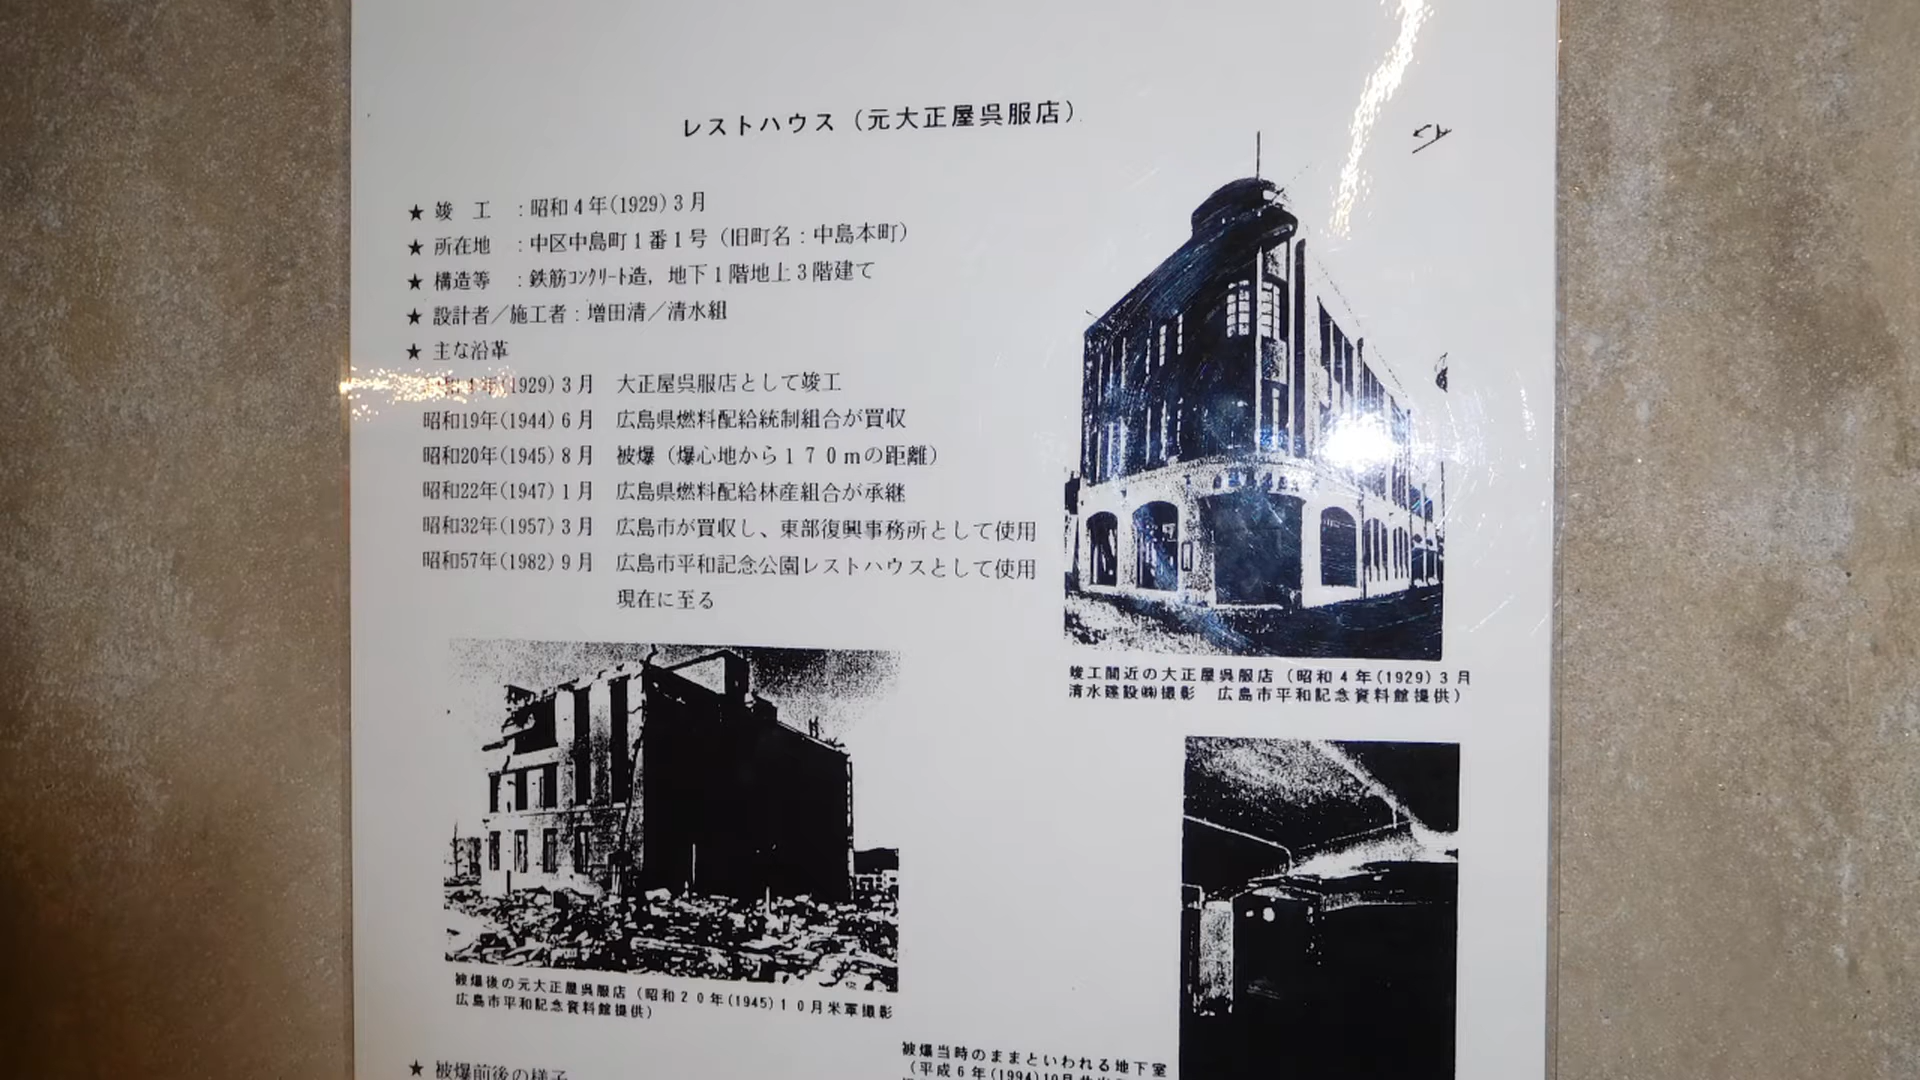 レストハウス（元大正屋呉服店）
★ 竣　工　：昭和４年(1929) ３月
★ 所在地　：中区中島町１番１号（旧町名：中島本町）
★ 構造等　：鉄筋ｺﾝｸﾘｰﾄ造，地下１階地上３階建て
★ 設計者／施工者：増田清／清水組
★ 主な沿革
昭和４年(1929) ３月　大正屋呉服店として竣工
昭和19年(1944) ６月　広島県燃料配給統制組合が買収
昭和20年(1945) ８月　被爆（爆心地から１７０ｍの距離）
昭和22年(1947) １月　広島県燃料配給林産組合が承継
昭和32年(1957) ３月　広島市が買収し、東部復興事務所として使用
昭和57年(1982) ９月　広島市平和記念公園レストハウスとして使用
現在に至る
竣工間近の大正屋呉服店（昭和４年(1929) ３月
清水建設㈱撮影　広島市平和記念資料館提供）
被爆後の元大正屋呉服店（昭和２０年(1945)１０月米軍撮影
広島市平和記念資料館提供）
被爆当時のままといわれる地下室
（平成６年(1994)10月
★ 被爆前後の様子